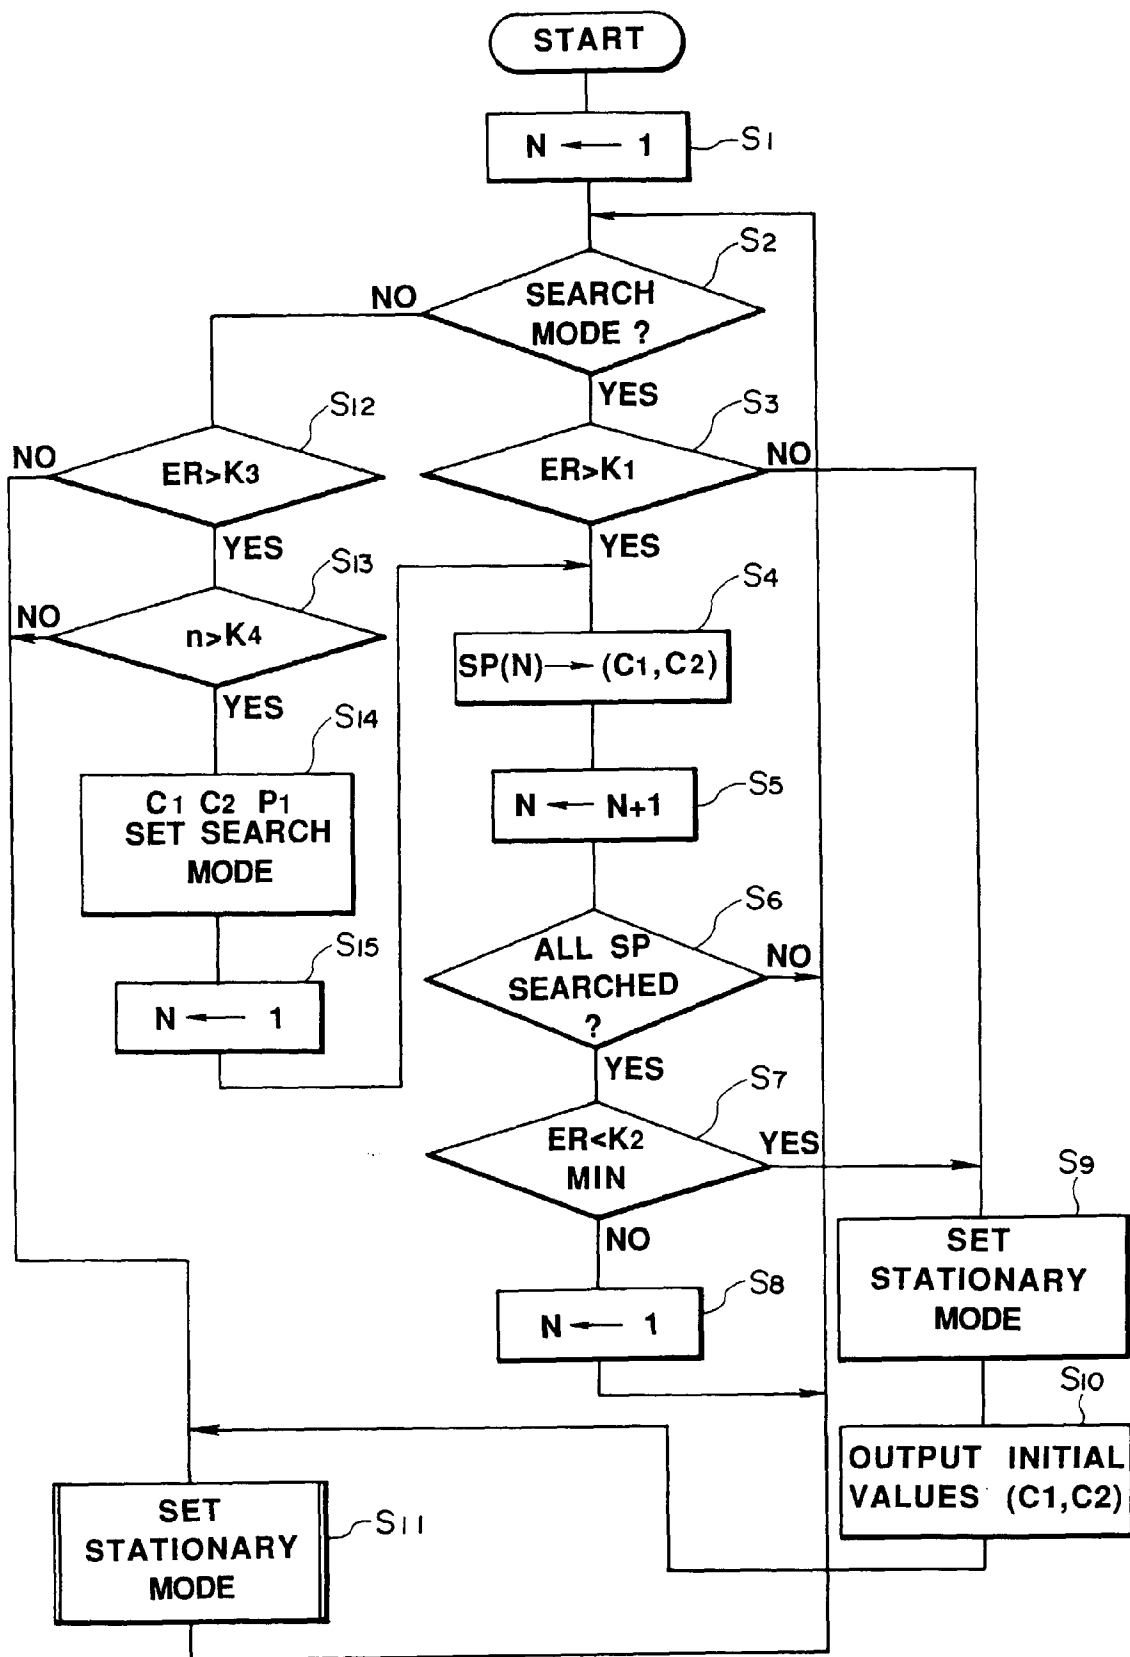 START
N ← 1
S1
S2
SEARCH
MODE ?
NO
YES
S12
S3
NO
ER>K3
ER>K1
NO
YES
YES
S13
S4
NO
n>K4
SP(N) → (C1,C2)
YES
S14
S5
C1 C2 P1
SET SEARCH
MODE
N ← N+1
S6
S15
ALL SP
SEARCHED
?
NO
N ← 1
YES
S7
ER<K2
MIN
YES
S9
NO
SET
STATIONARY
MODE
S8
N ← 1
S10
OUTPUT INITIAL
VALUES (C1,C2)
SET
STATIONARY
MODE
S11